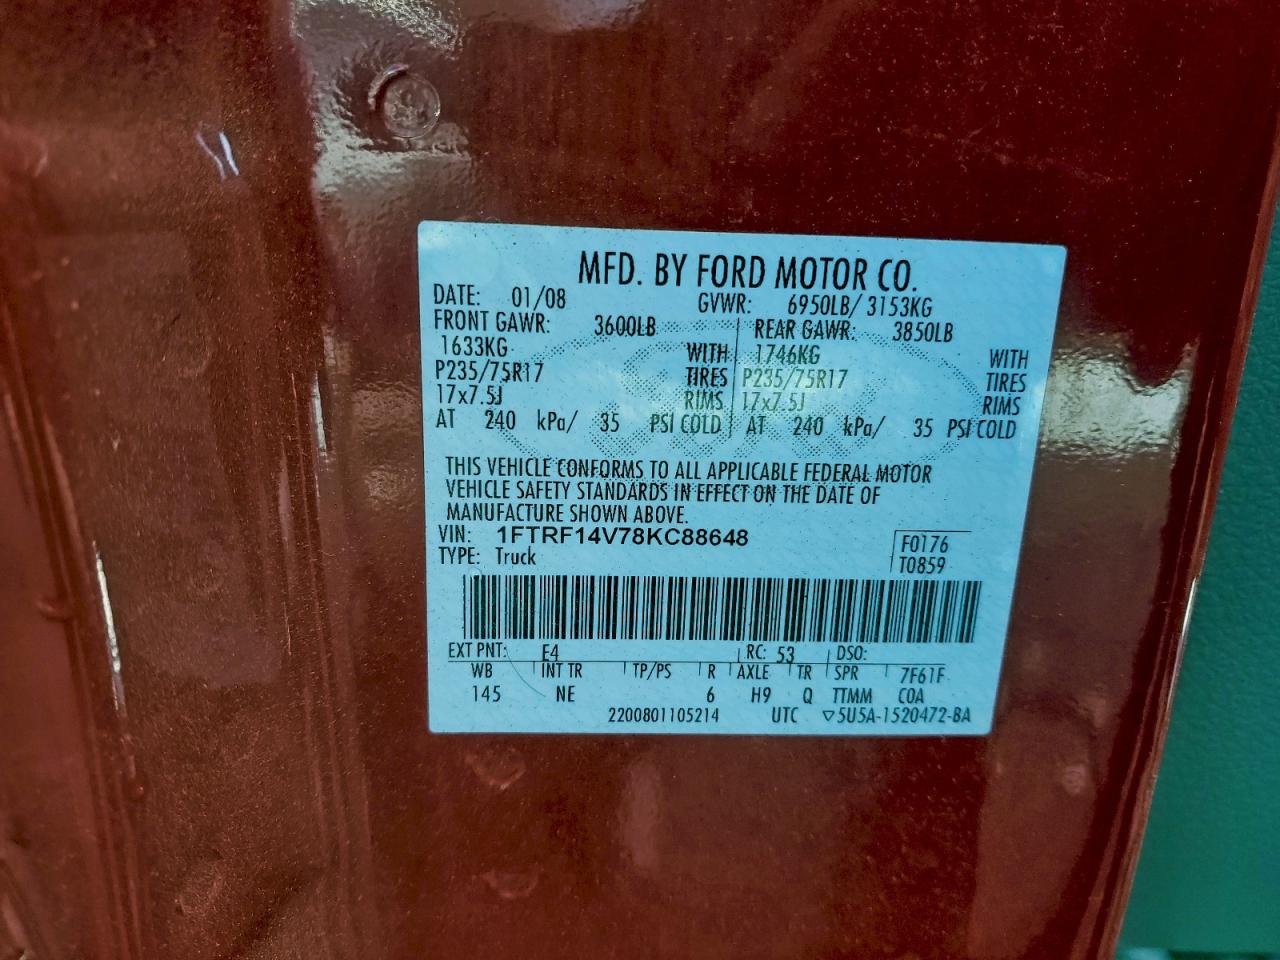 MFD. BY FORD MOTOR CO.
DATE: 01/08 GVWR: 6950LB/ 3153KG
FRONT GAWR: 3600LB REAR GAWR: 3850LB
1633KG WITH 1746KG WITH
P235/75R17 TIRES P235/75R17 TIRES
17x7.5J RIMS 17x7.5J RIMS
AT 240 kPa/ 35 PSI COLD AT 240 kPa/ 35 PSI COLD
THIS VEHICLE CONFORMS TO ALL APPLICABLE FEDERAL MOTOR
VEHICLE SAFETY STANDARDS IN EFFECT ON THE DATE OF
MANUFACTURE SHOWN ABOVE.
VIN: 1FTRF14V78KC88648 F0176
TYPE: Truck T0859
EXT PNT: E4 RC: 53 DSO:
WB INT TR TP/PS R AXLE TR SPR 7F61F
145 NE 6 H9 Q TTMM COA
2200801105214 UTC ▽5U5A-1520472-BA